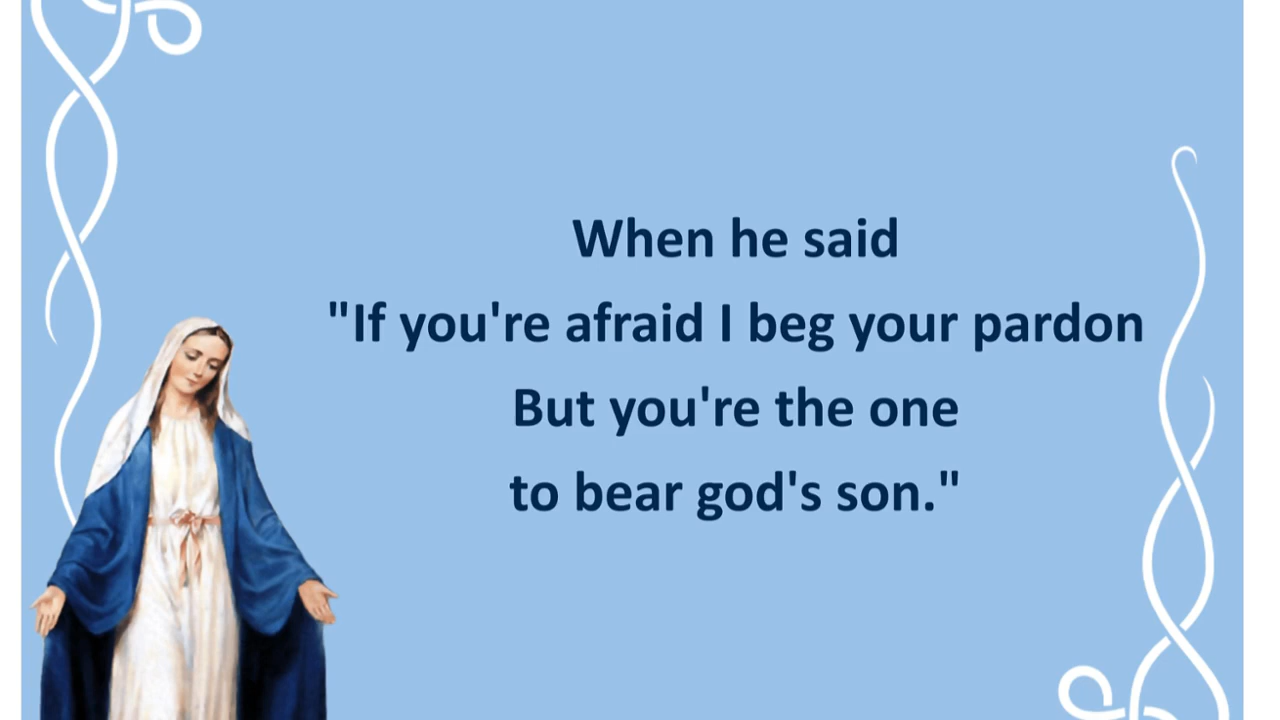 When he said
"If you're afraid I beg your pardon
But you're the one
to bear god's son."